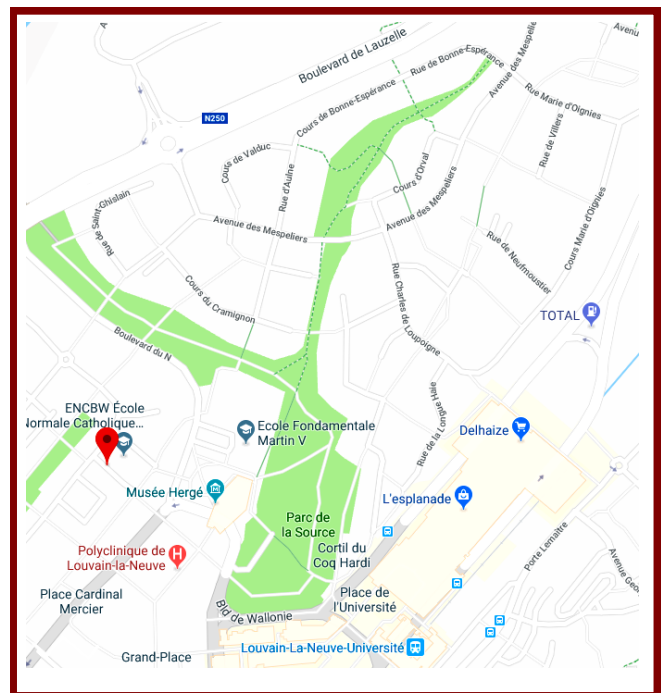 Avenu
Boulevard de Lauzelle
Rue de Bonne-Espérance
Avenue des Mespelie
Cours de Bonne-Espérance
Rue Marie d'Oignies
N250
Rue de Villers
Cours de Valduc
Rue d'Aulne
Cours d'Orval
Rue de Saint-Ghislain
Avenue des Mespeliers
Avenue des Mespeliers
Cours Marie d'Oignies
Rue de Neufmoustier
Cours du Cramignon
Rue Charles de Loupoigne
TOTAL
Boulevard du N
Rue de la Longue Haie
ENCBW École
Normale Catholique...
Ecole Fondamentale
Martin V
Delhaize
Musée Hergé
L'esplanade
Parc de
la Source
Cortil du
Coq Hardi
Polyclinique de
Louvain-la-Neuve
H
Porte Lemaître
Avenue Geo
Place Cardinal
Mercier
Place de
l'Université
Bld de Wallonie
Louvain-La-Neuve-Université
Grand-Place